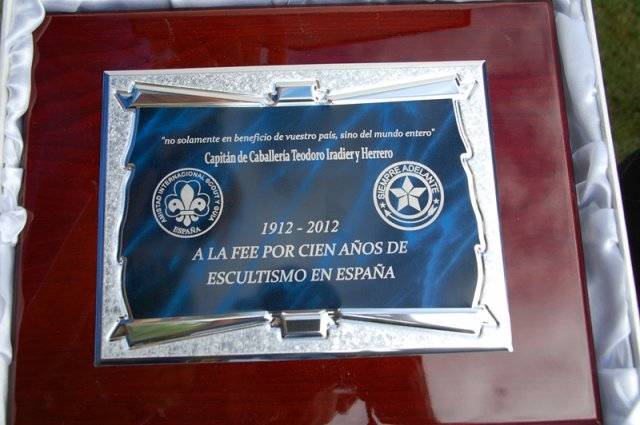 "no solamente en beneficio de vuestro país, sino del mundo entero"
Capitán de Caballería Teodoro Iradier y Herrero
AMISTAD INTERNACIONAL SCOUT Y GUIA
ESPAÑA
SIEMPRE ADELANTE
1912 - 2012
A LA FEE POR CIEN AÑOS DE
ESCULTISMO EN ESPAÑA